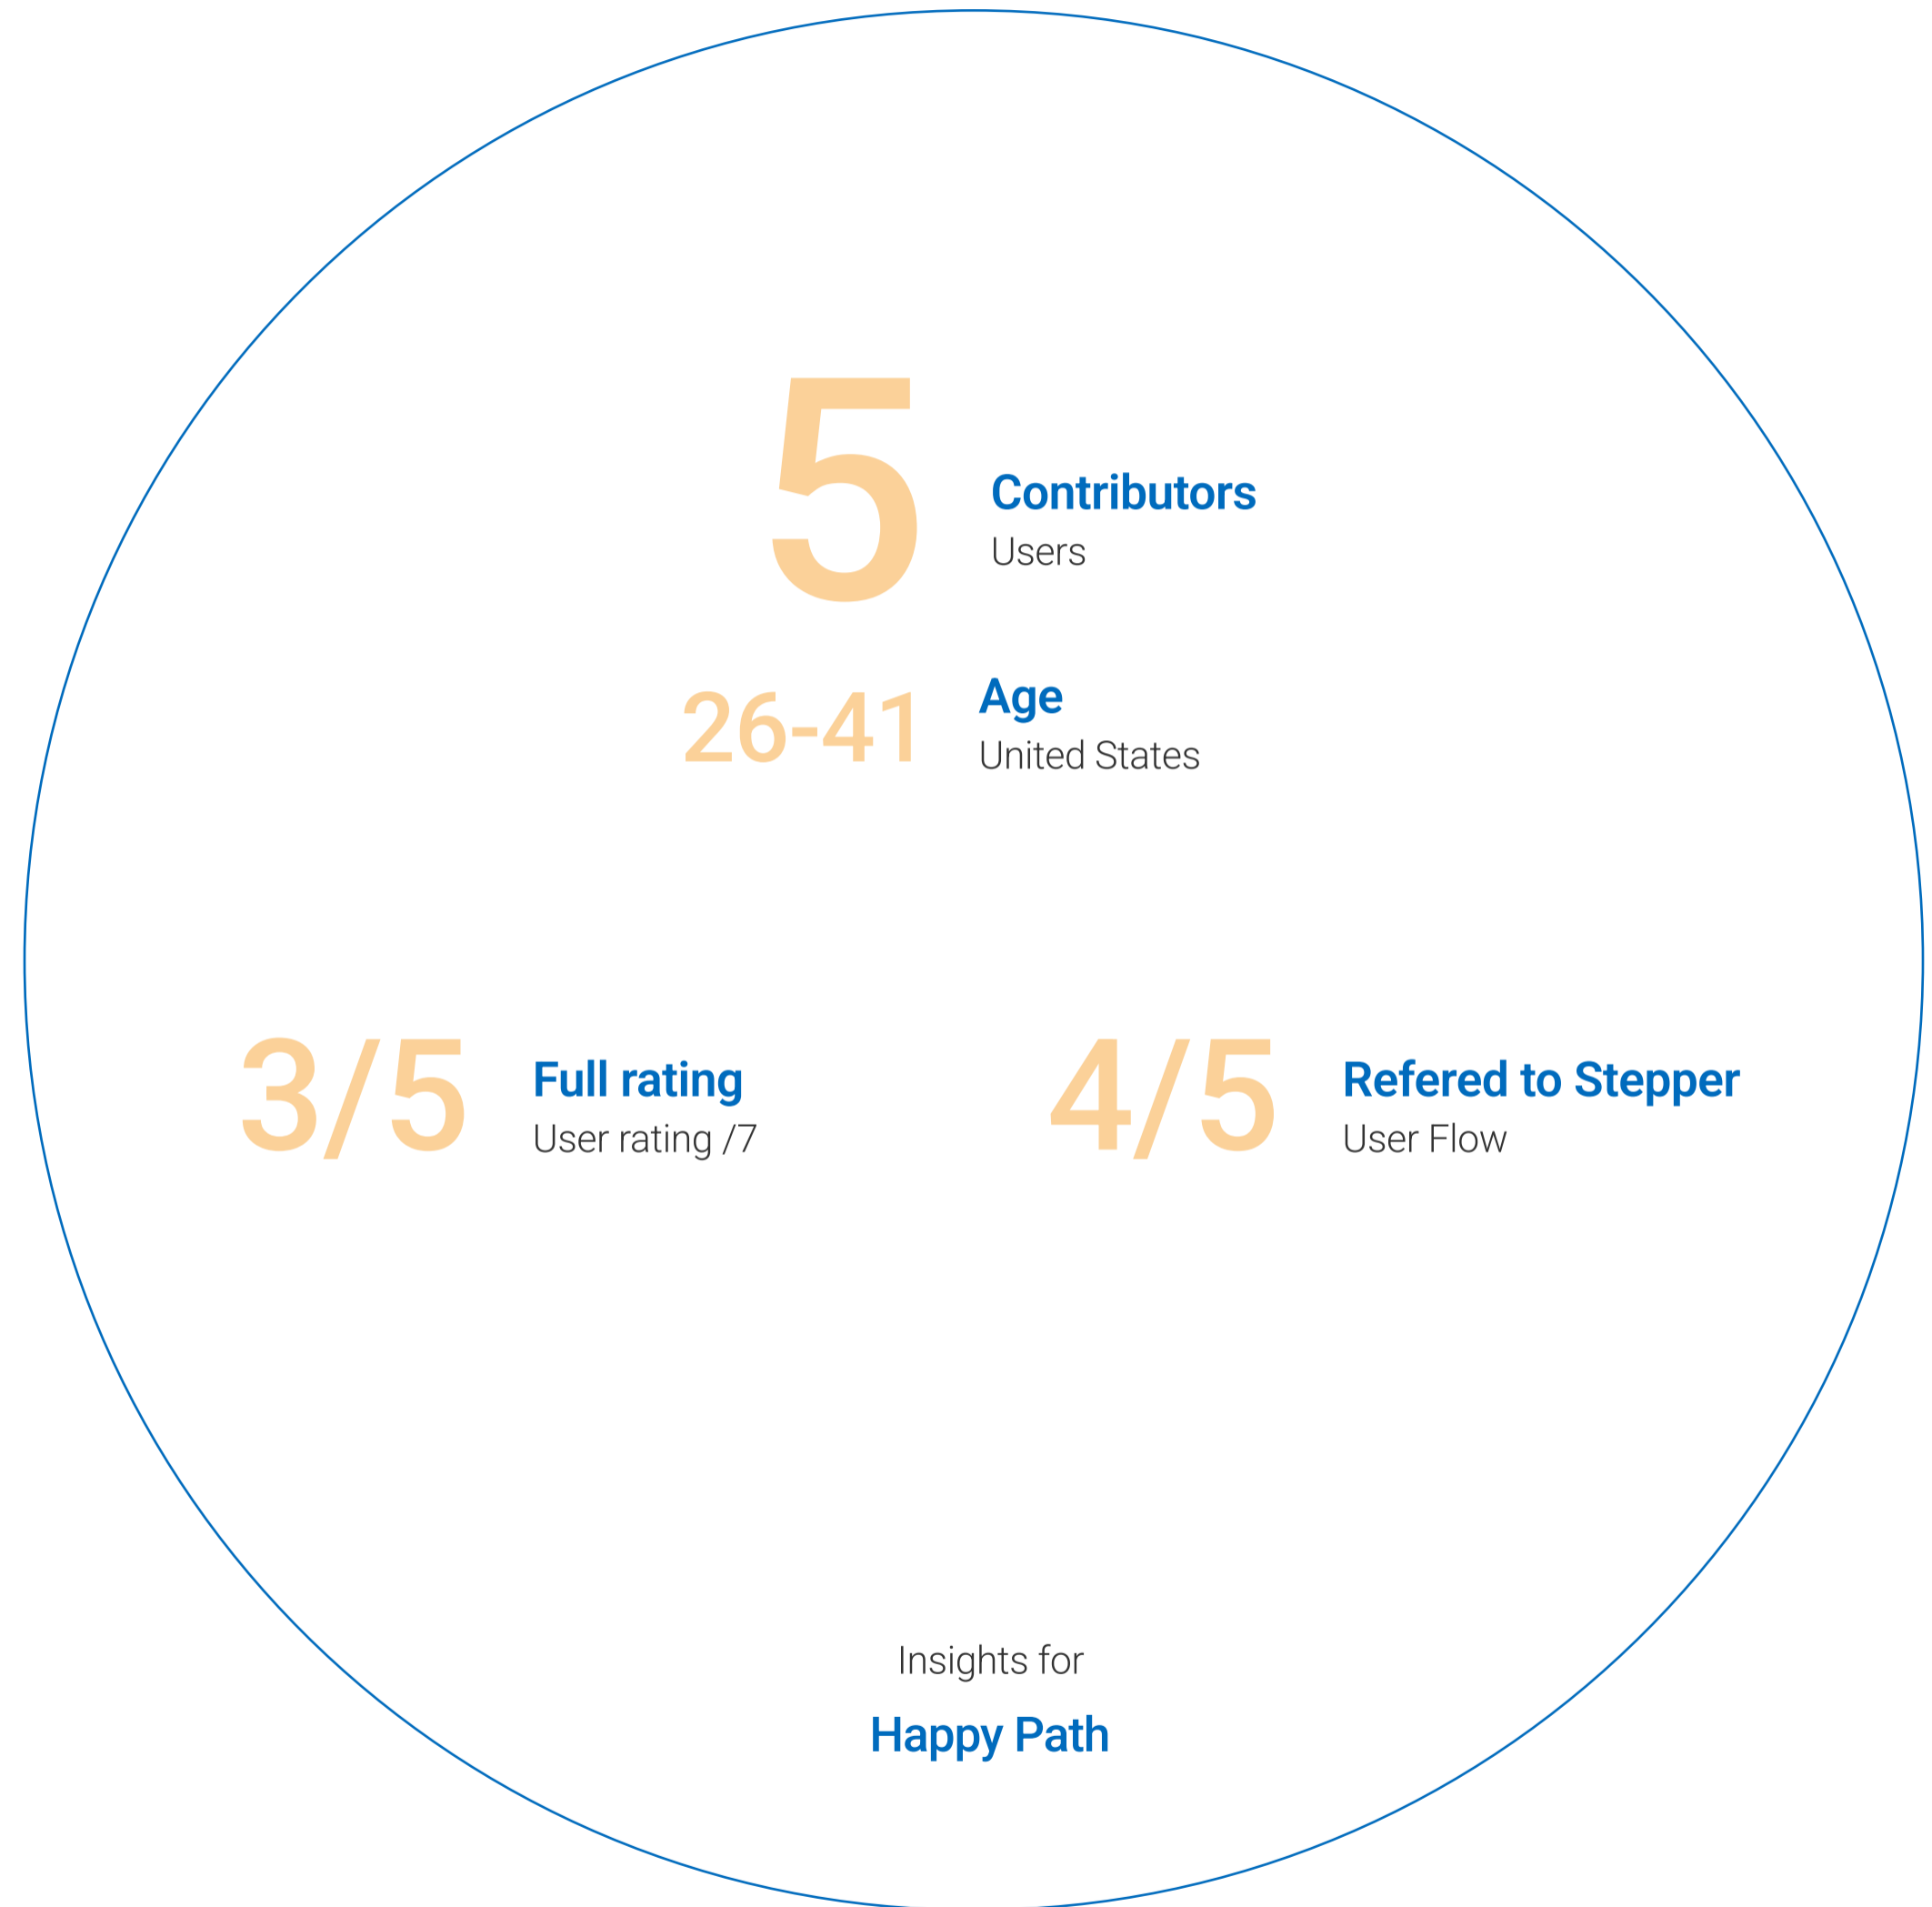 5
Contributors
Users
26-41
Age
United States
3/5
Full rating
User rating /7
4/5
Refered to Stepper
User Flow
Insights for
Happy Path